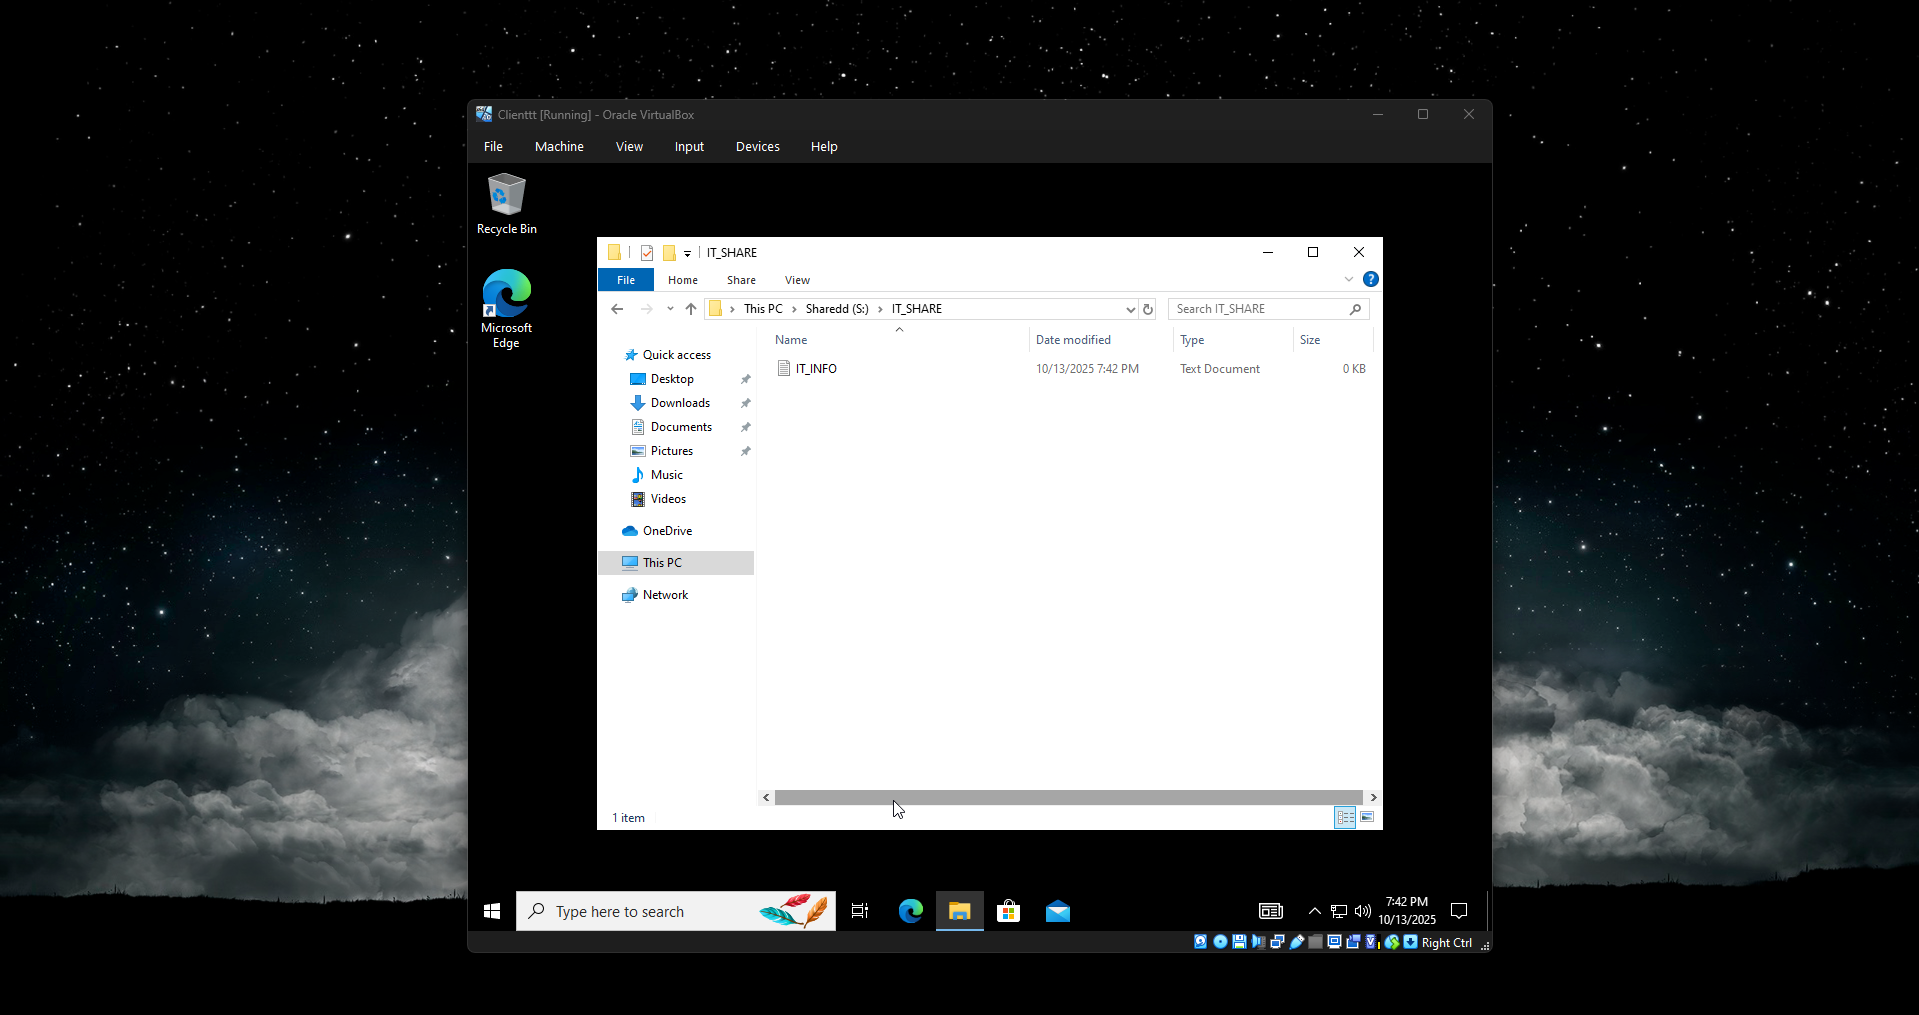 Clienttt [Running] - Oracle VirtualBox
File Machine View Input Devices Help
Recycle Bin
Microsoft
Edge
IT_SHARE
File Home Share View
This PC Sharedd (S:) IT_SHARE
Search IT_SHARE
Name Date modified Type Size
IT_INFO 10/13/2025 7:42 PM Text Document 0 KB
Quick access
Desktop
Downloads
Documents
Pictures
Music
Videos
OneDrive
This PC
Network
1 item
Type here to search
7:42 PM
10/13/2025
Right Ctrl